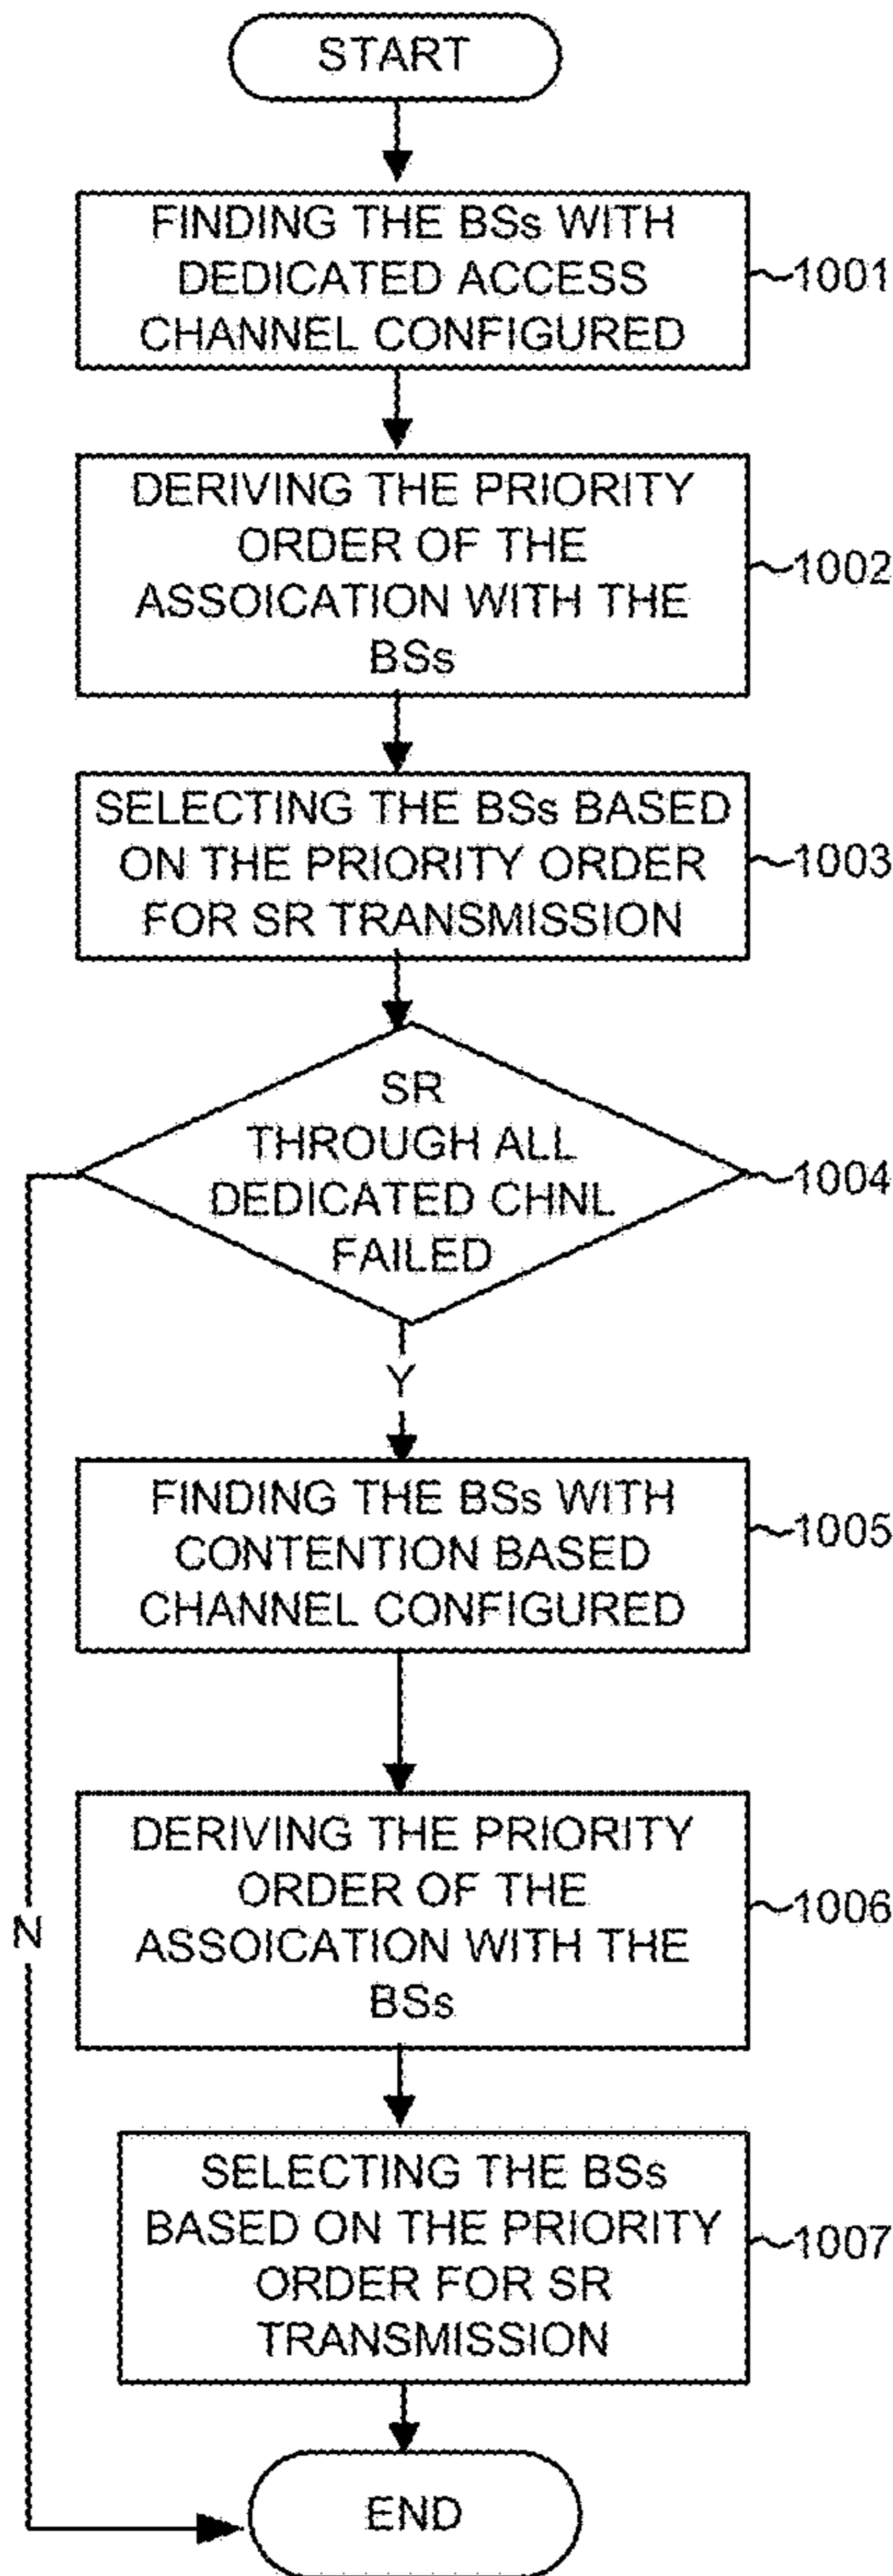 START
FINDING THE BSs WITH
DEDICATED ACCESS
CHANNEL CONFIGURED
1001
DERIVING THE PRIORITY
ORDER OF THE
ASSOICATION WITH THE
BSs
1002
SELECTING THE BSs BASED
ON THE PRIORITY ORDER
FOR SR TRANSMISSION
1003
SR
THROUGH ALL
DEDICATED CHNL
FAILED
1004
Y
FINDING THE BSs WITH
CONTENTION BASED
CHANNEL CONFIGURED
1005
DERIVING THE PRIORITY
ORDER OF THE
ASSOICATION WITH THE
BSs
1006
N
SELECTING THE BSs
BASED ON THE PRIORITY
ORDER FOR SR
TRANSMISSION
1007
END